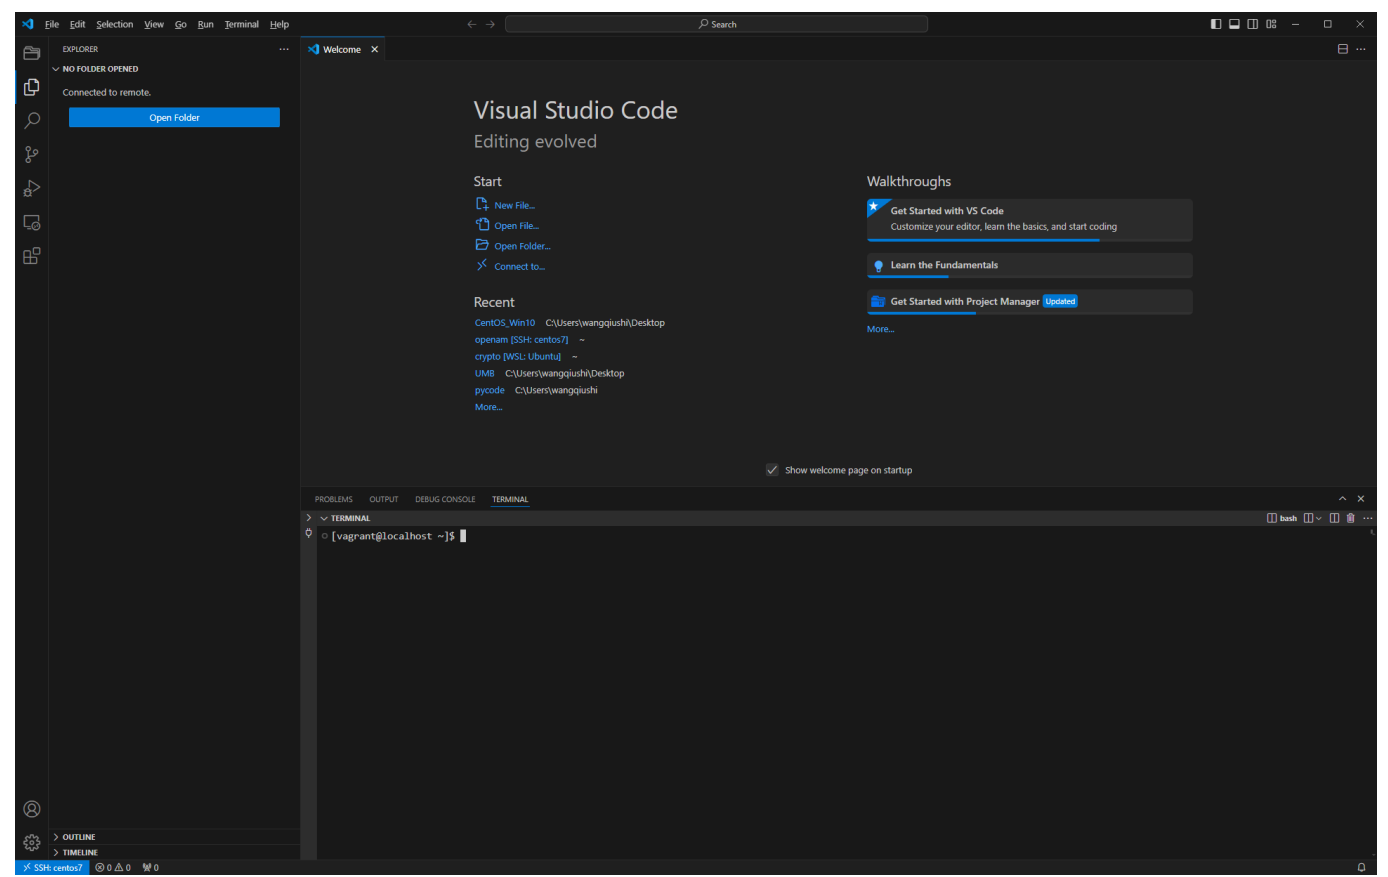 File Edit Selection View Go Run Terminal Help
Search
EXPLORER
Welcome
NO FOLDER OPENED
Connected to remote.
Open Folder
Visual Studio Code
Editing evolved
Start
New File...
Open File...
Open Folder...
Connect to...
Recent
CentOS_Win10 C:\Users\wangqiushi\Desktop
openam [SSH: centos7] ~
crypto [WSL: Ubuntu] ~
UMB C:\Users\wangqiushi\Desktop
pycode C:\Users\wangqiushi
More...
Walkthroughs
Get Started with VS Code
Customize your editor, learn the basics, and start coding
Learn the Fundamentals
Get Started with Project Manager Updated
More...
Show welcome page on startup
PROBLEMS OUTPUT DEBUG CONSOLE TERMINAL
TERMINAL
bash
[vagrant@localhost ~]$
OUTLINE
TIMELINE
SSH: centos7 0 0 0